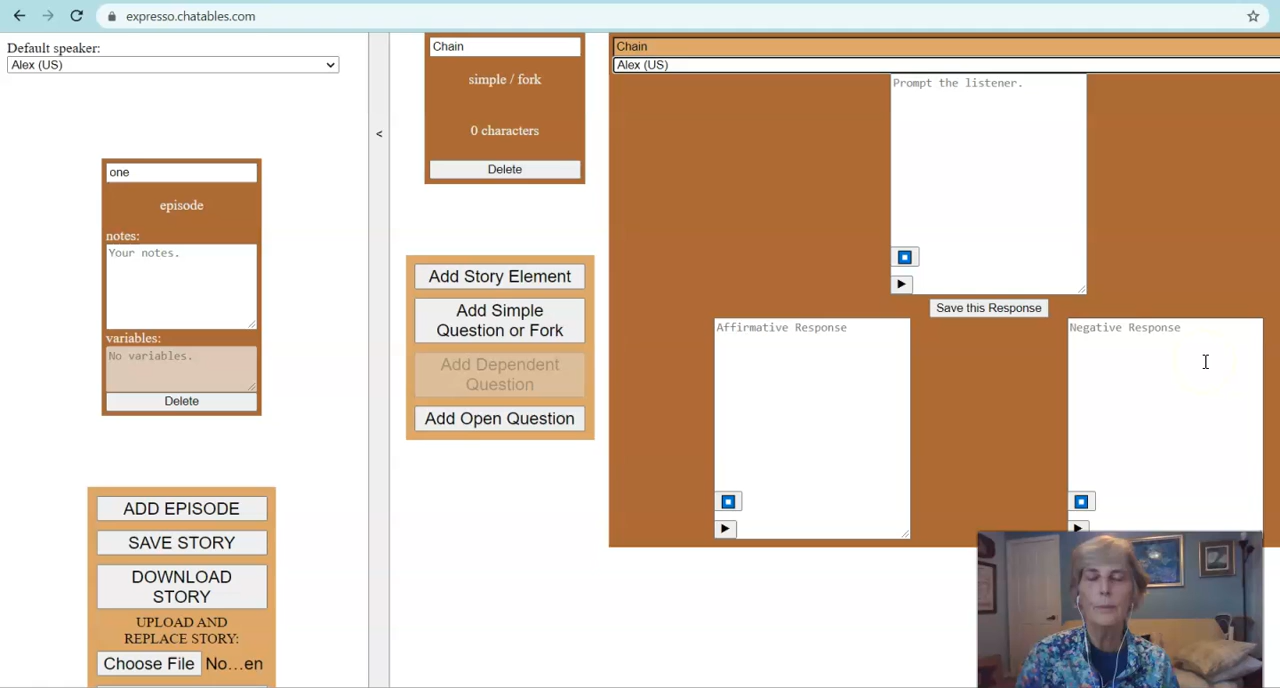 expresso.chatables.com
Default speaker:
Alex (US)
one
episode
notes:
Your notes.
variables:
No variables.
Delete
ADD EPISODE
SAVE STORY
DOWNLOAD
STORY
UPLOAD AND
REPLACE STORY:
Choose File No...en
<
Chain
simple / fork
0 characters
Delete
Add Story Element
Add Simple
Question or Fork
Add Dependent
Question
Add Open Question
Chain
Alex (US)
Prompt the listener.
Save this Response
Affirmative Response
Negative Response